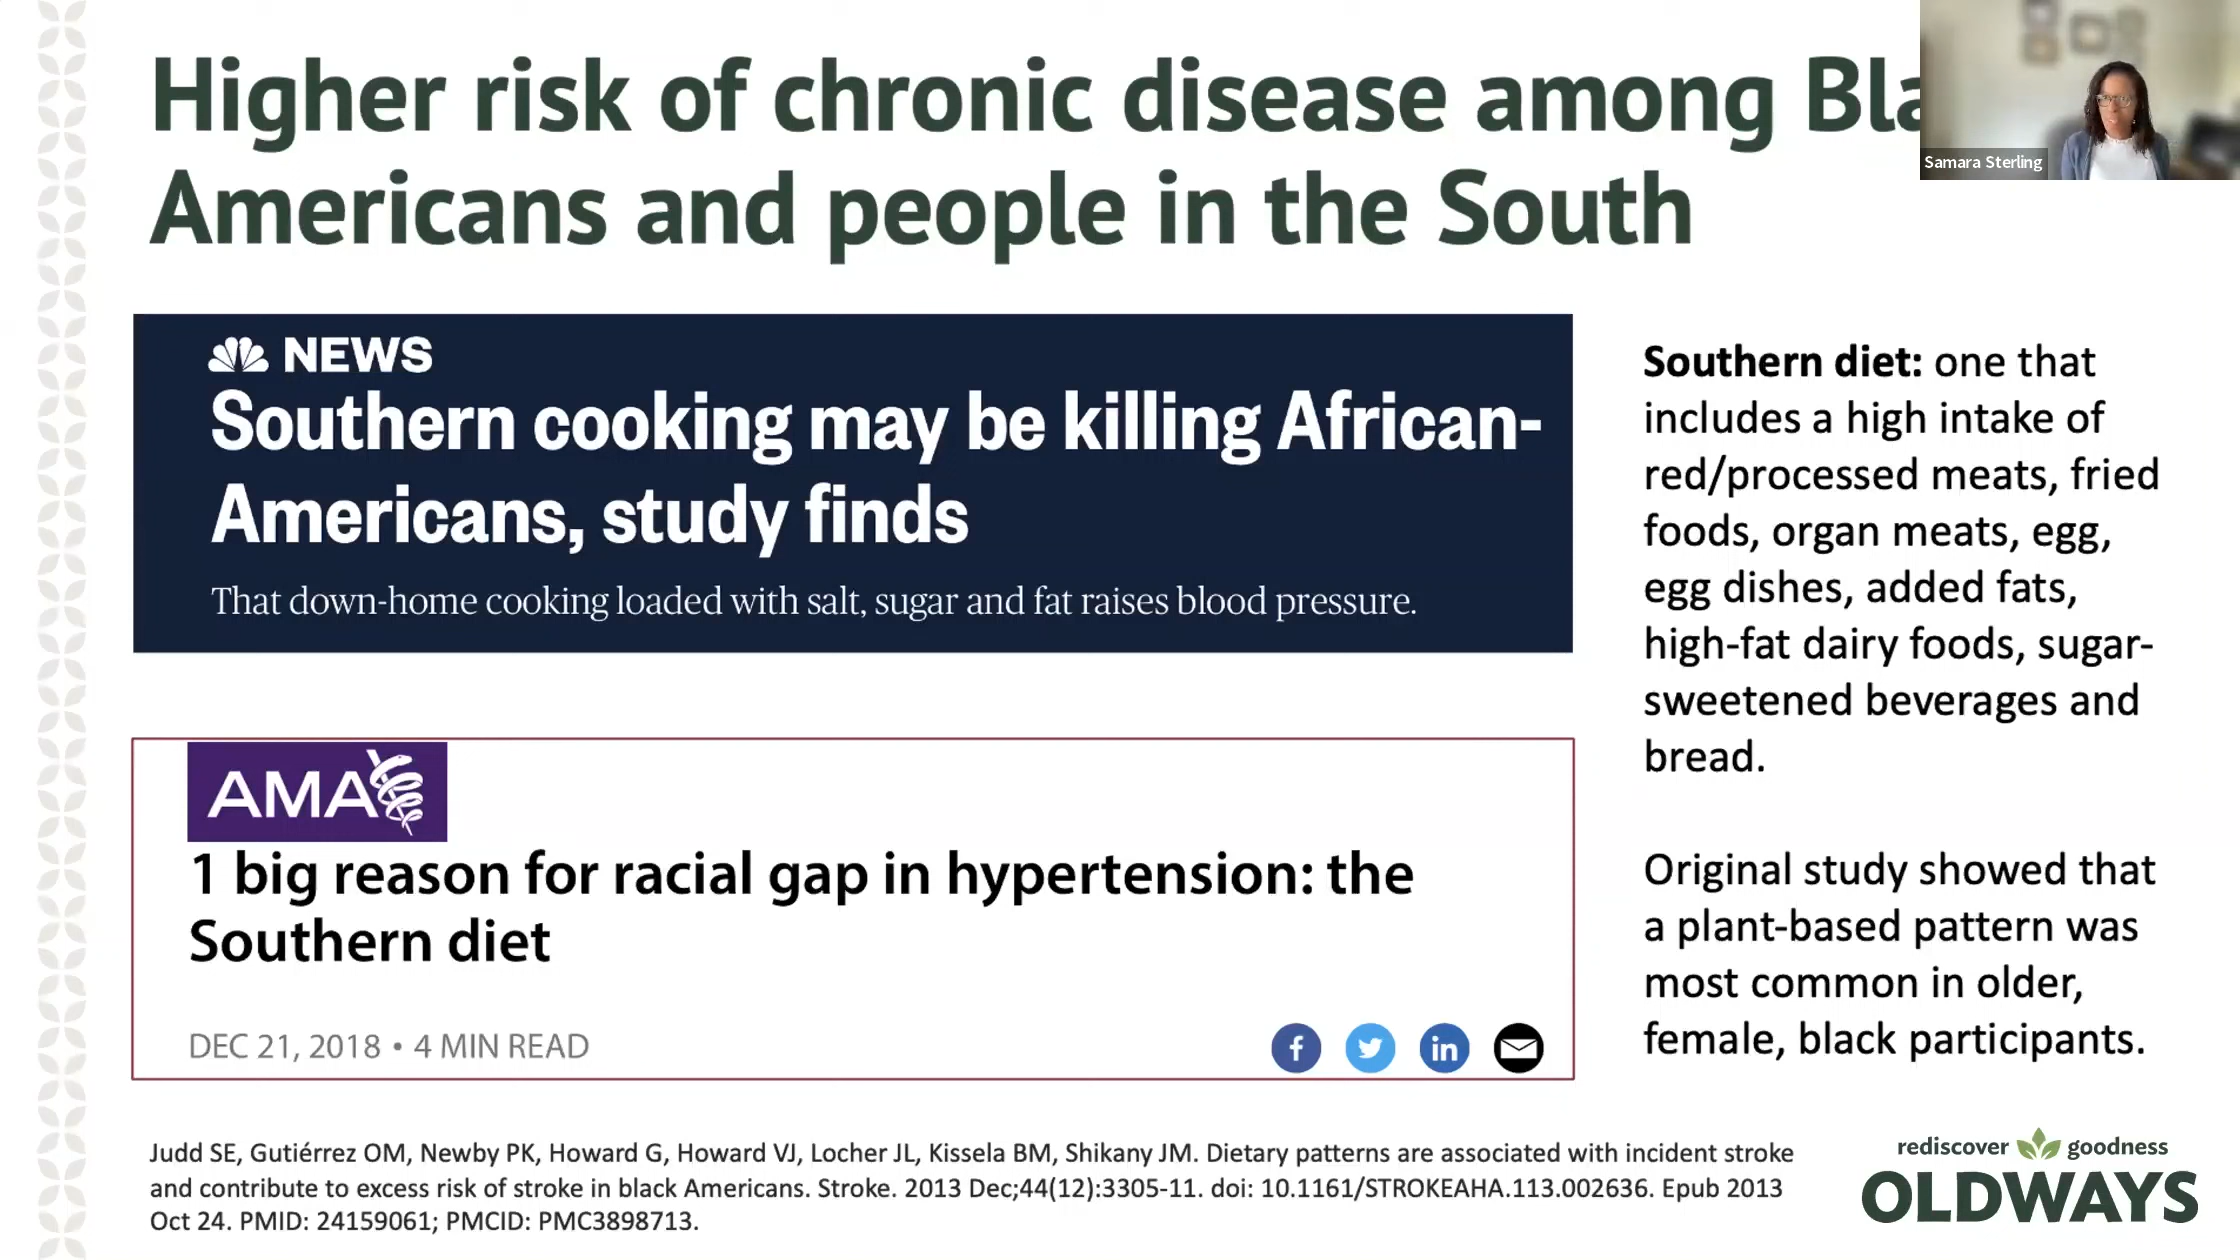 Higher risk of chronic disease among Bla
Americans and people in the South
Samara Sterling
NEWS
Southern cooking may be killing African-
Americans, study finds
That down-home cooking loaded with salt, sugar and fat raises blood pressure.
Southern diet: one that
includes a high intake of
red/processed meats, fried
foods, organ meats, egg,
egg dishes, added fats,
high-fat dairy foods, sugar-
sweetened beverages and
bread.
Original study showed that
a plant-based pattern was
most common in older,
female, black participants.
AMA
1 big reason for racial gap in hypertension: the
Southern diet
DEC 21, 2018 • 4 MIN READ
f
in
Judd SE, Gutiérrez OM, Newby PK, Howard G, Howard VJ, Locher JL, Kissela BM, Shikany JM. Dietary patterns are associated with incident stroke
and contribute to excess risk of stroke in black Americans. Stroke. 2013 Dec;44(12):3305-11. doi: 10.1161/STROKEAHA.113.002636. Epub 2013
Oct 24. PMID: 24159061; PMCID: PMC3898713.
rediscover goodness
OLDWAYS